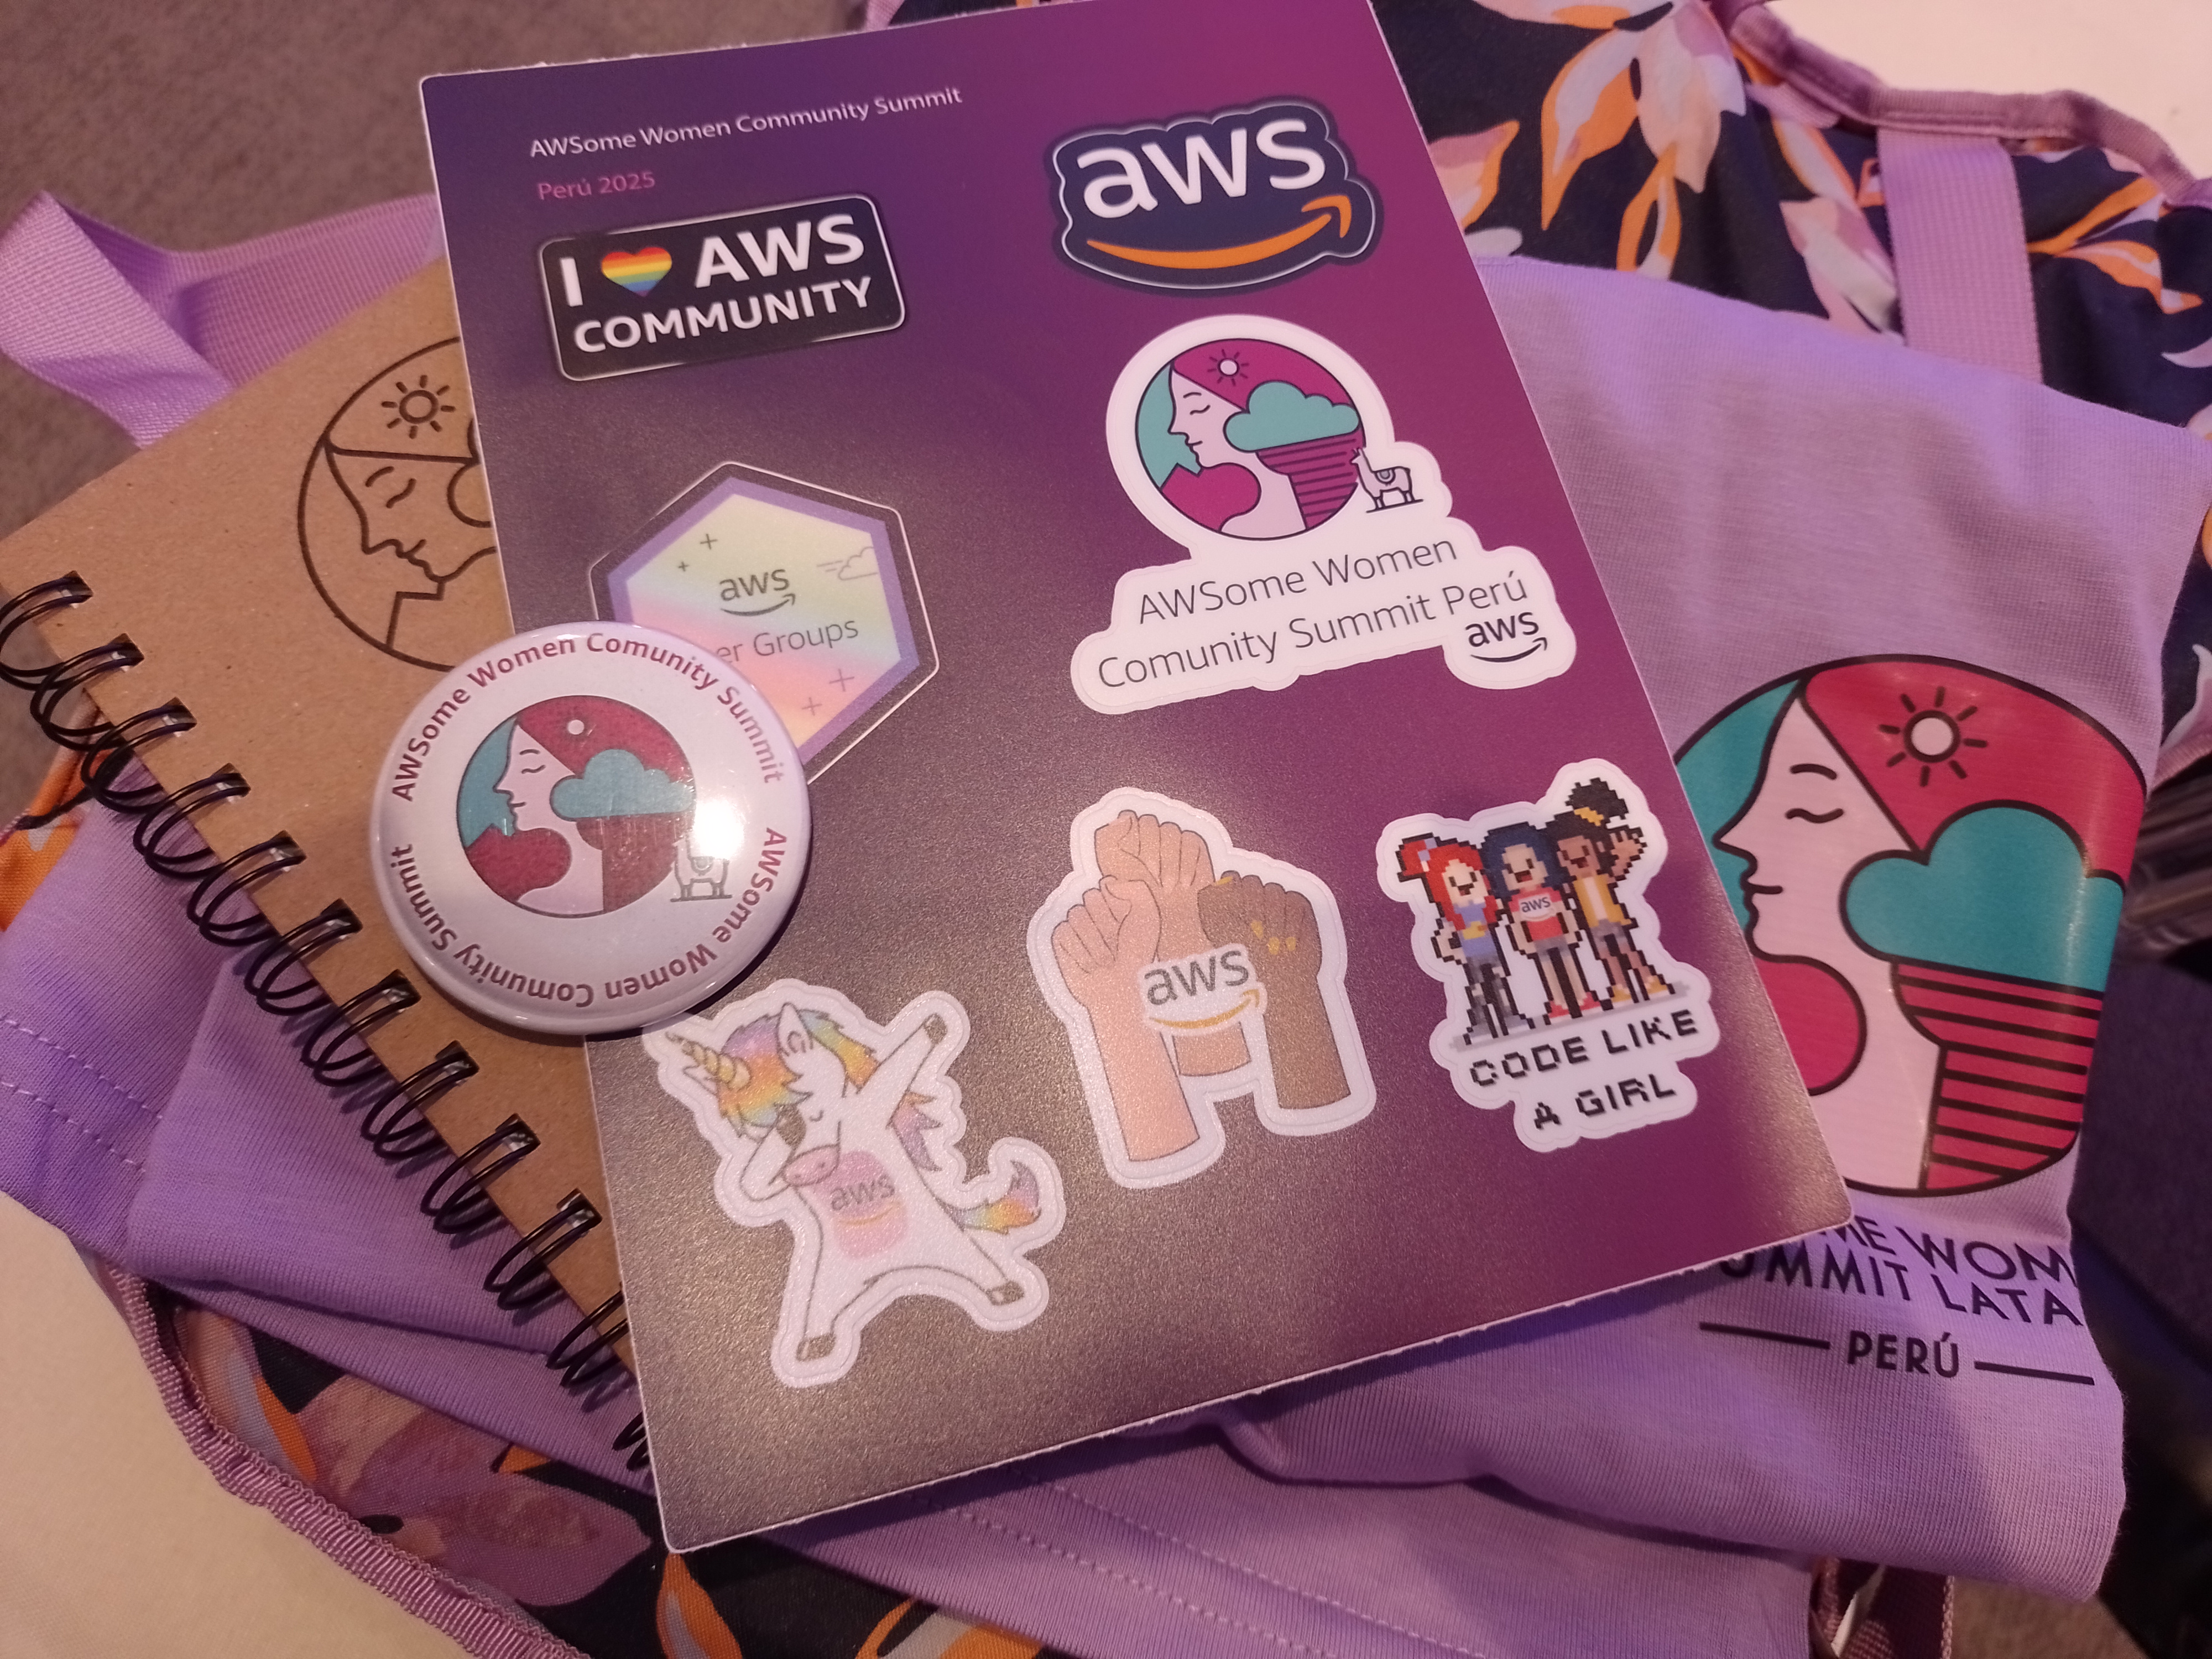 AWSome Women Community Summit
Perú 2025
aws
I AWS
COMMUNITY
aws
Groups
AWSome Women
Comunity Summit Perú
aws
AWSome Women Comunity Summit
AWSome Women Comunity Summit
aws
aws
aws
CODE LIKE
A GIRL
SUMMIT
PERÚ